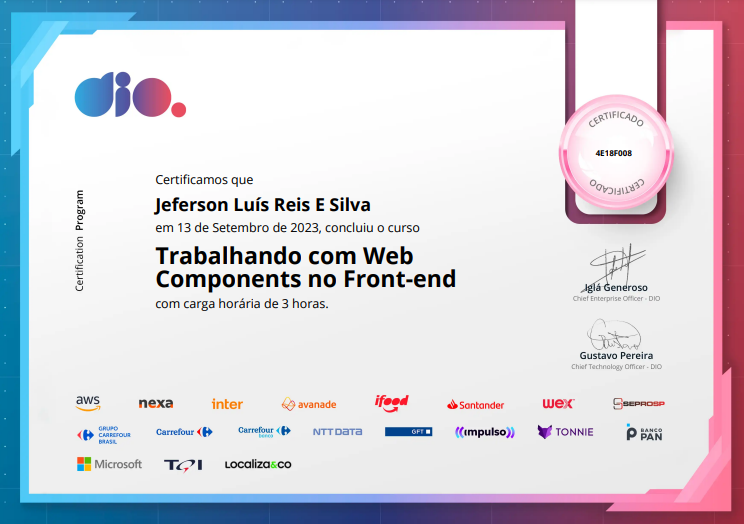 dio.
CERTIFICADO
4E18F008
CERTIFICADO
Certification Program
Certificamos que
Jeferson Luís Reis E Silva
em 13 de Setembro de 2023, concluiu o curso
Trabalhando com Web
Components no Front-end
com carga horária de 3 horas.
Iglá Generoso
Chief Enterprise Officer - DIO
Gustavo Pereira
Chief Technology Officer - DIO
aws nexa inter avanade ifood Santander wex SEPROSP
GRUPO
CARREFOUR
BRASIL
Carrefour
Carrefour
banco
NTT DATA
GFT
impulso
TONNIE
BANCO
PAN
Microsoft TQI Localiza&co